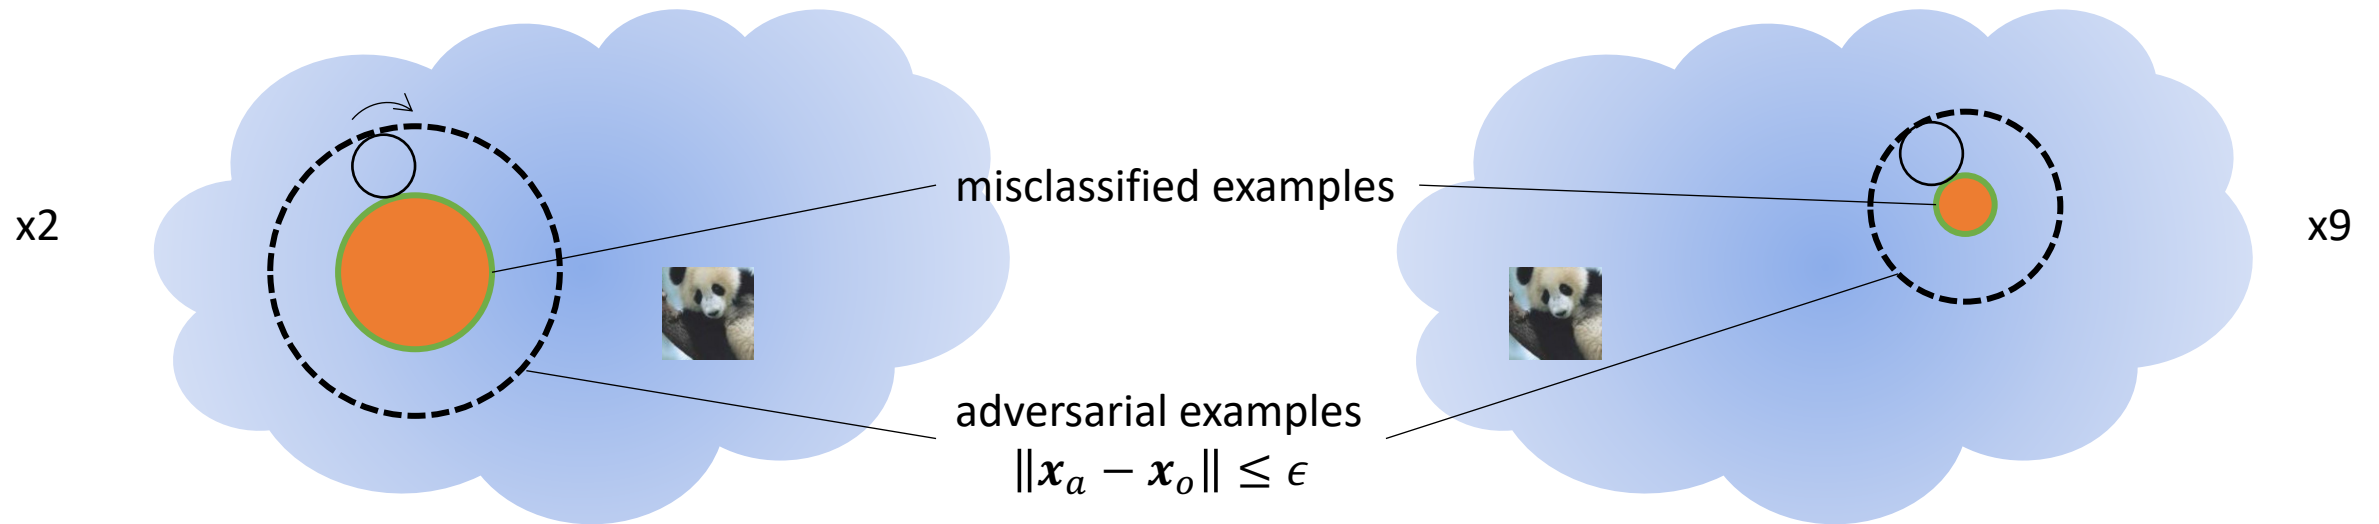 x2
misclassified examples
x9
adversarial examples
‖𝒙ₐ − 𝒙ₒ‖ ≤ ϵ